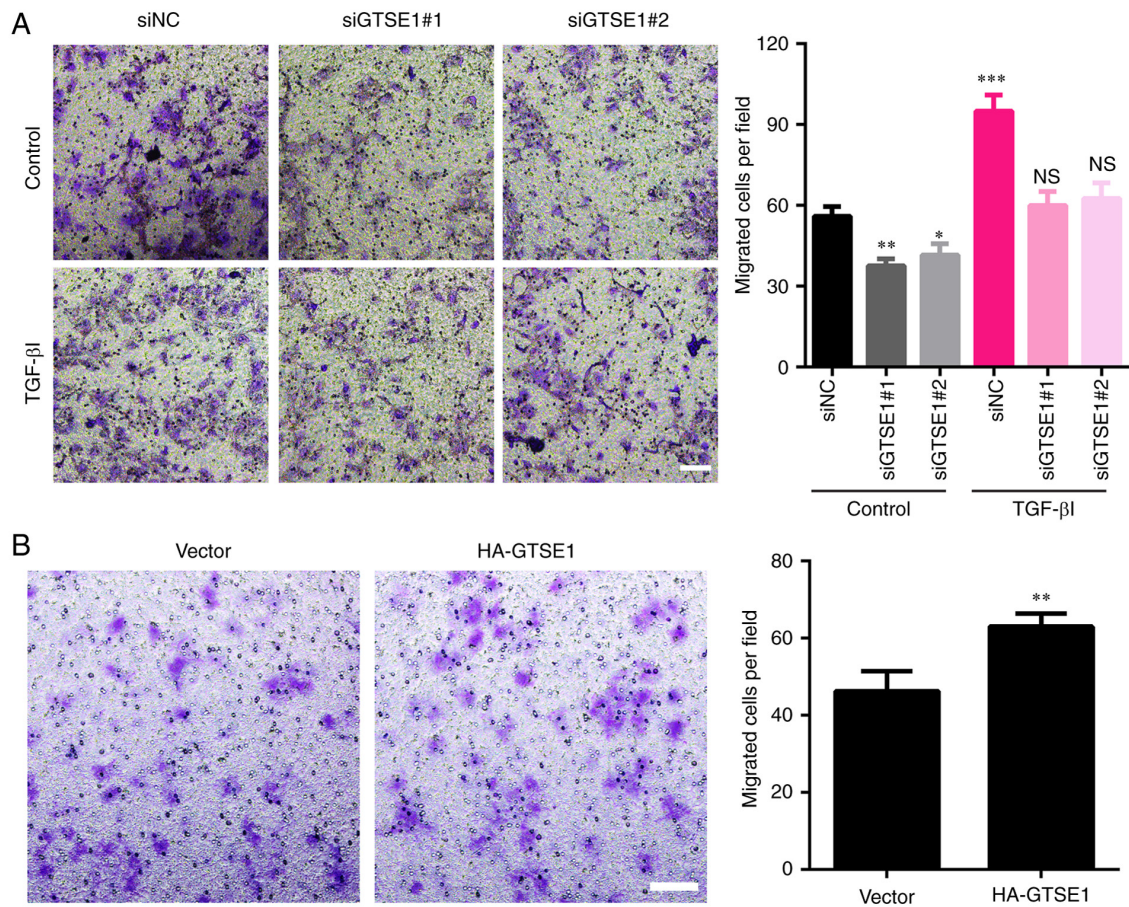 A
siNC
siGTSE1#1
siGTSE1#2
Control
TGF-βI
Migrated cells per field
120
90
60
30
0
**
*
***
NS
NS
siNC
siGTSE1#1
siGTSE1#2
siNC
siGTSE1#1
siGTSE1#2
Control
TGF-βI
B
Vector
HA-GTSE1
Migrated cells per field
80
60
40
20
0
**
Vector
HA-GTSE1